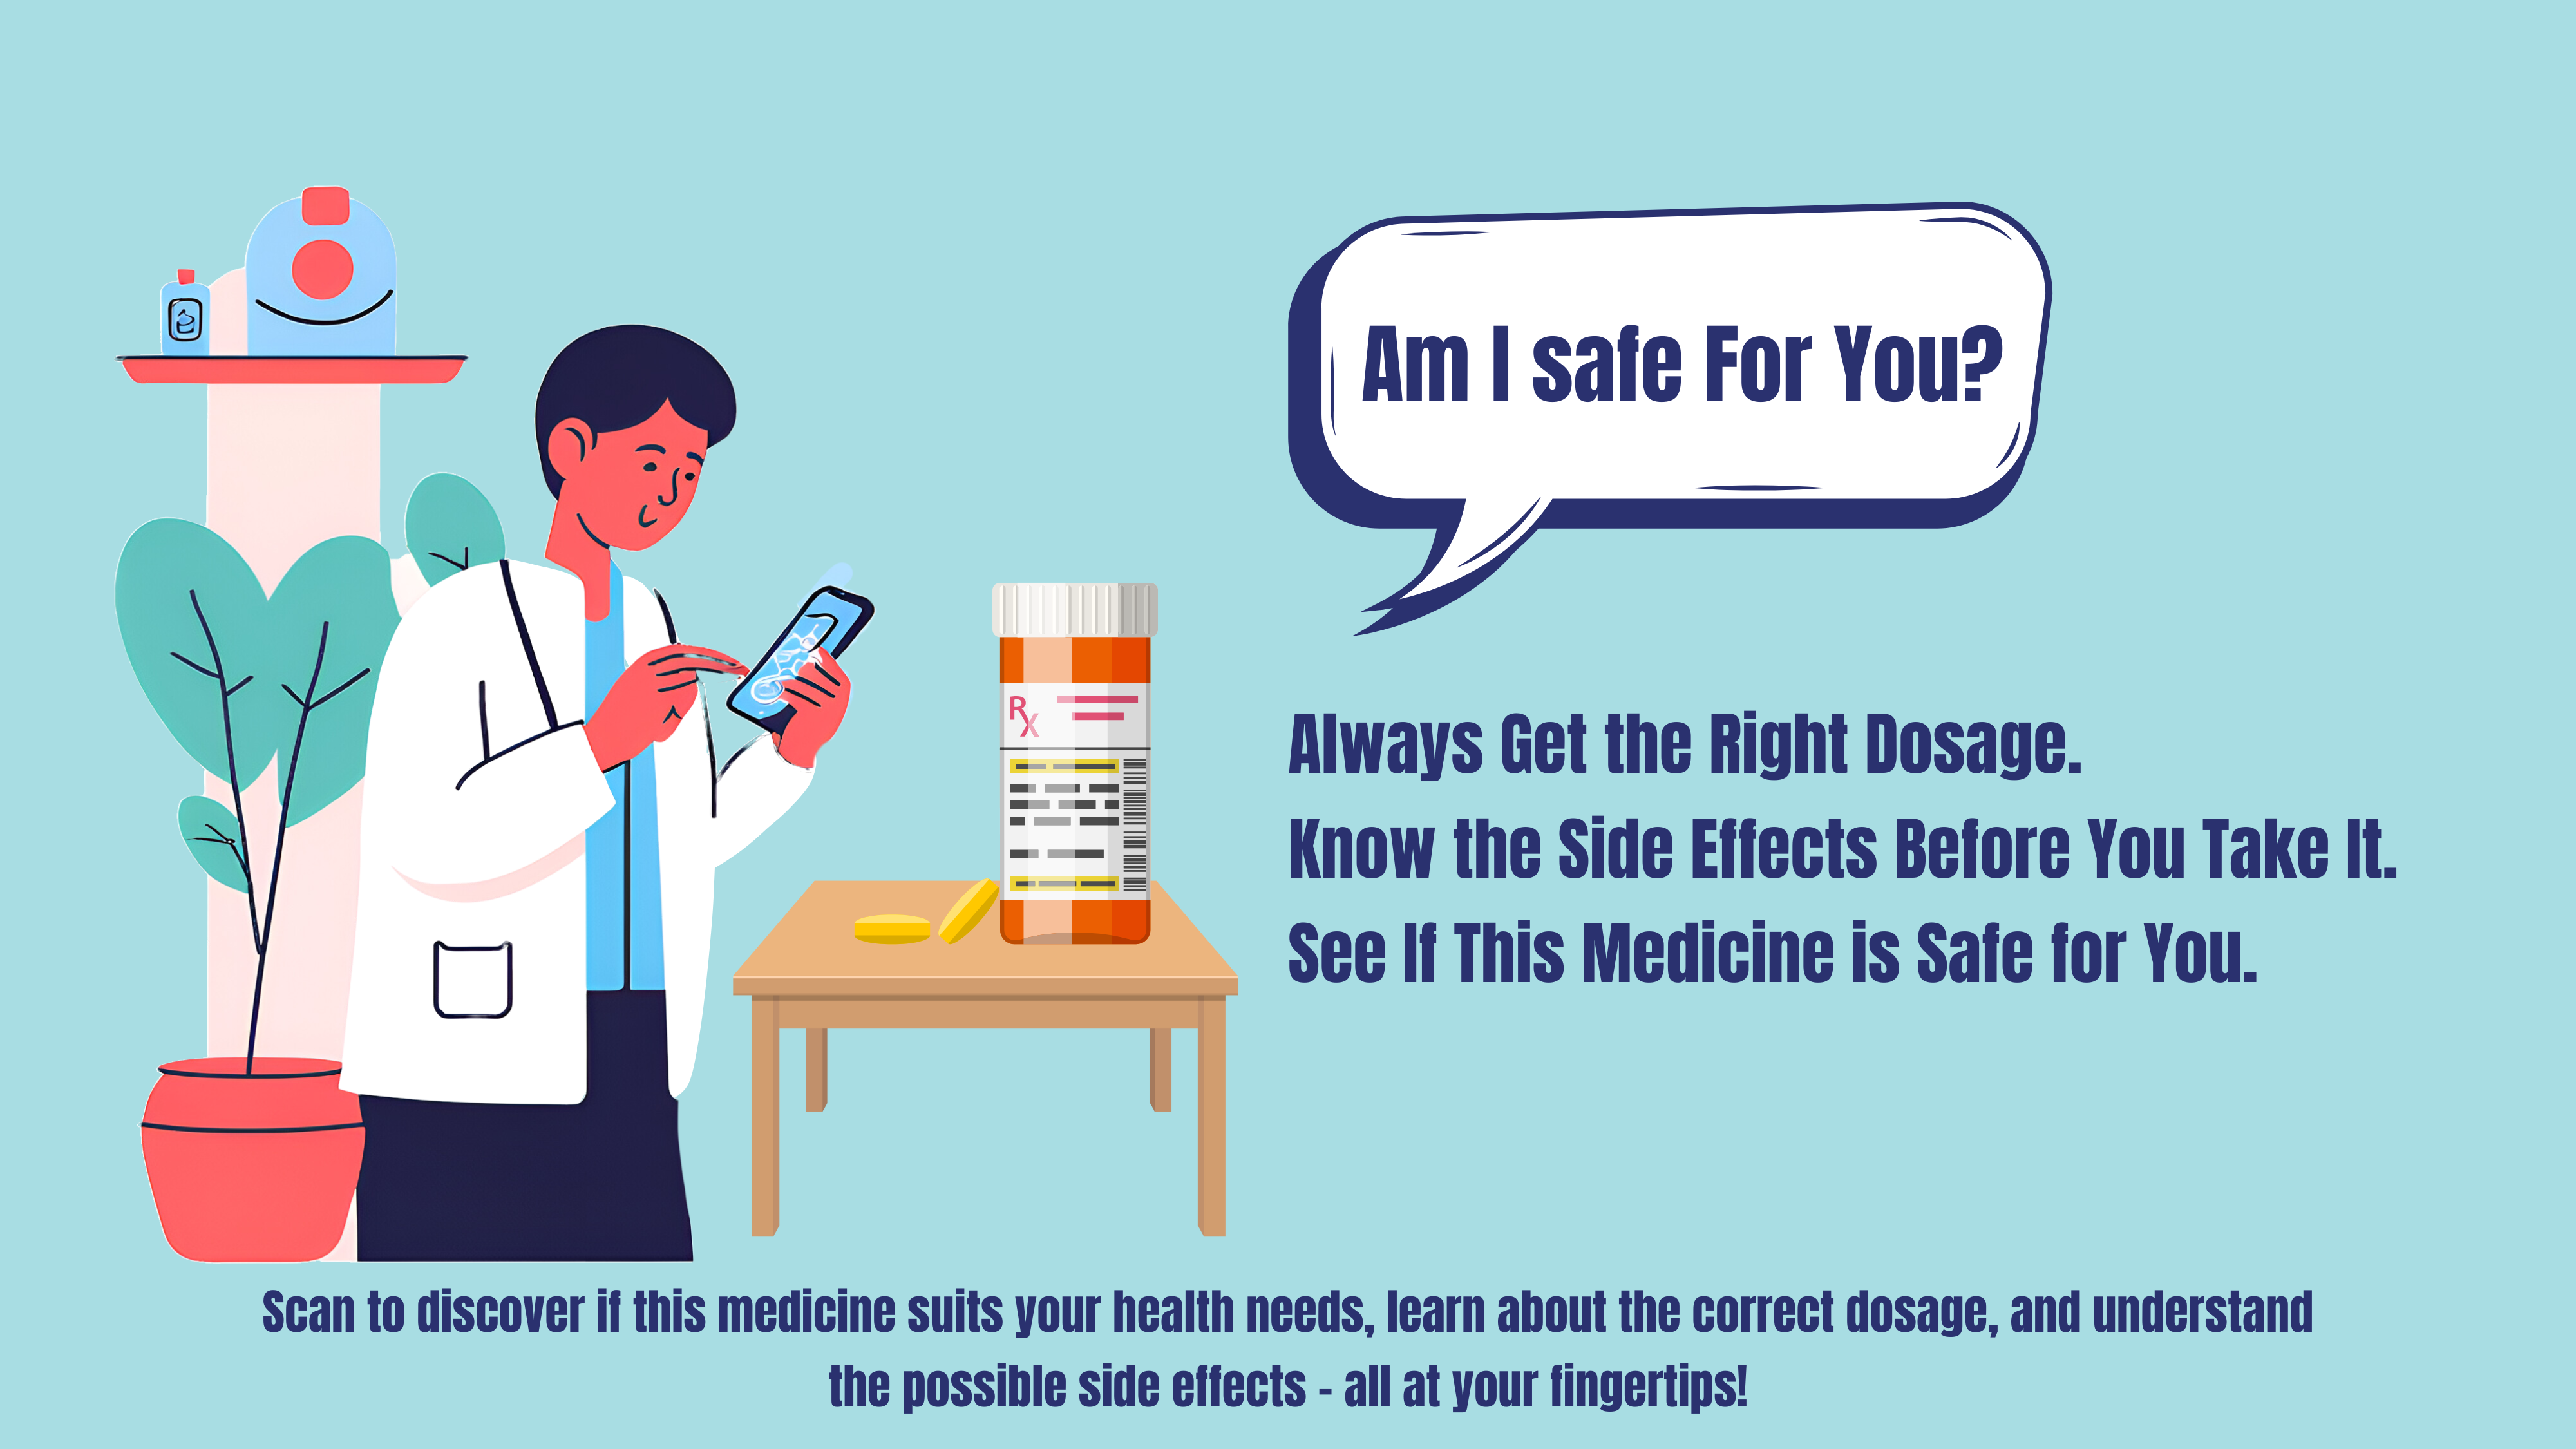 Am I safe For You?
Rx
Always Get the Right Dosage.
Know the Side Effects Before You Take It.
See If This Medicine is Safe for You.
Scan to discover if this medicine suits your health needs, learn about the correct dosage, and understand
the possible side effects - all at your fingertips!